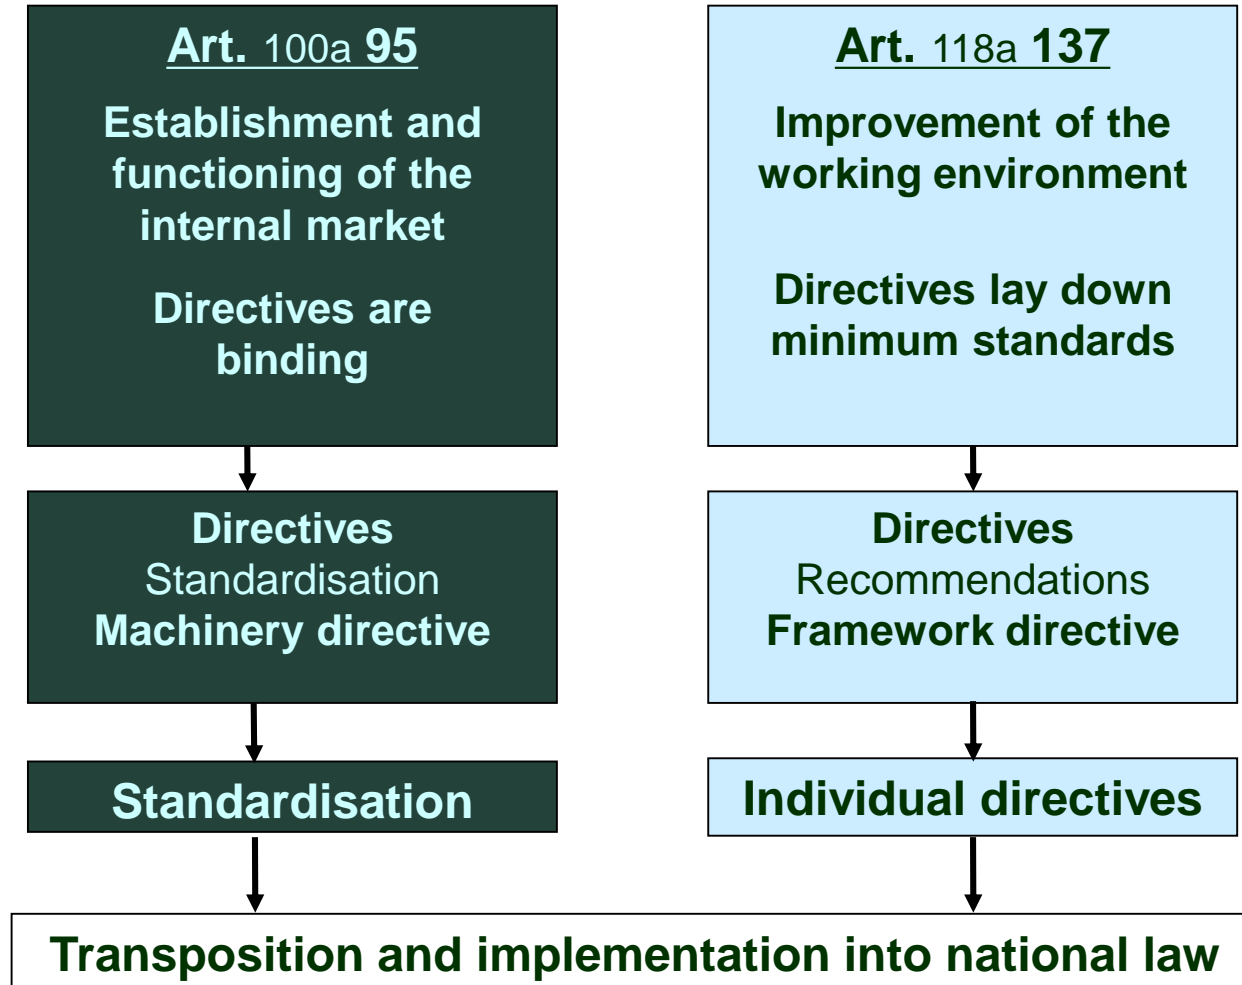 Art. 100a 95
Establishment and
functioning of the
internal market
Directives are
binding
Art. 118a 137
Improvement of the
working environment
Directives lay down
minimum standards
Directives
Standardisation
Machinery directive
Directives
Recommendations
Framework directive
Standardisation
Individual directives
Transposition and implementation into national law